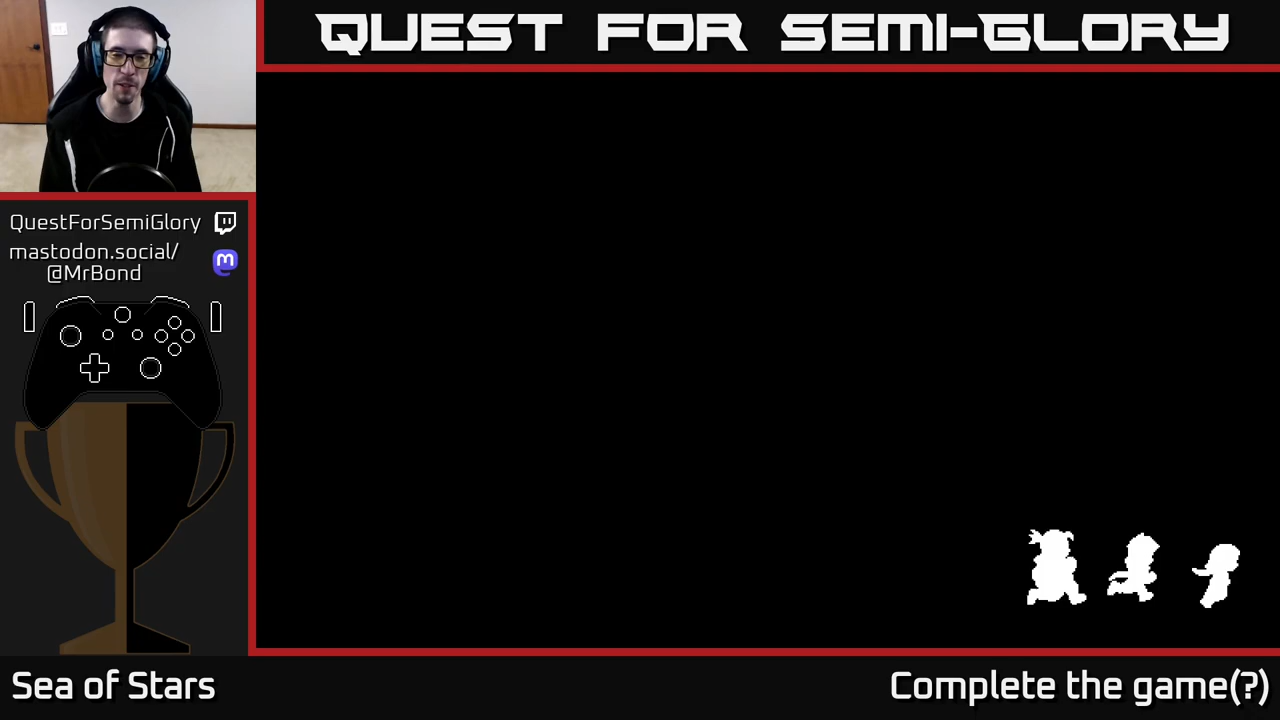 QUEST FOR SEMI-GLORY
QuestForSemiGlory
mastodon.social/
@MrBond
Sea of Stars
Complete the game(?)